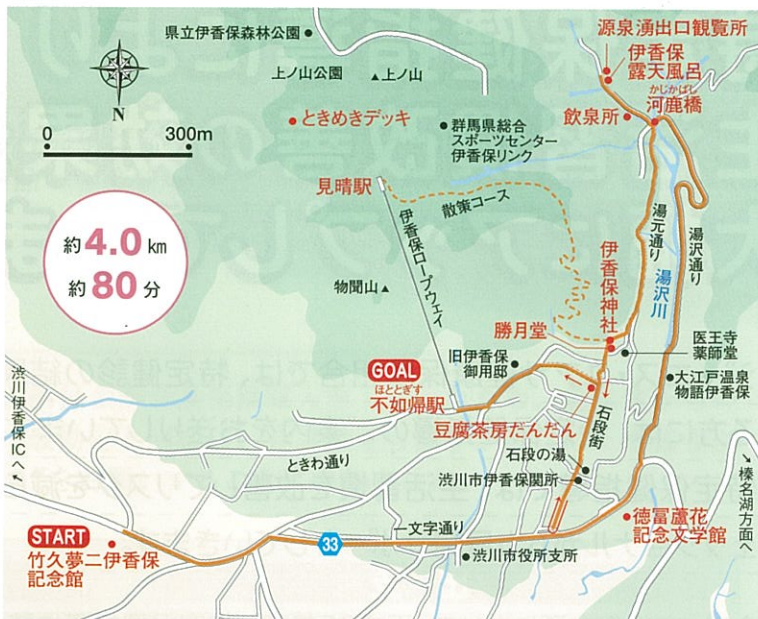 県立伊香保森林公園
上ノ山公園
上ノ山
ときめきデッキ
群馬県総合
スポーツセンター
伊香保リンク
源泉湧出口観覧所
伊香保
露天風呂
かじかばし
河鹿橋
飲泉所
N
0 300m
見晴駅
散策コース
湯元通り
湯沢通り
湯沢川
約4.0km
約80分
伊香保ロープウェイ
物聞山
伊香保神社
勝月堂
医王寺
薬師堂
旧伊香保
御用邸
大江戸温泉
物語伊香保
GOAL
ほととぎす
不如帰駅
豆腐茶房だんだん
石段街
石段の湯
渋川市伊香保関所
渋川伊香保ICへ
ときわ通り
榛名湖方面へ
徳冨蘆花
記念文学館
START
竹久夢二伊香保
記念館
33
一文字通り
渋川市役所支所